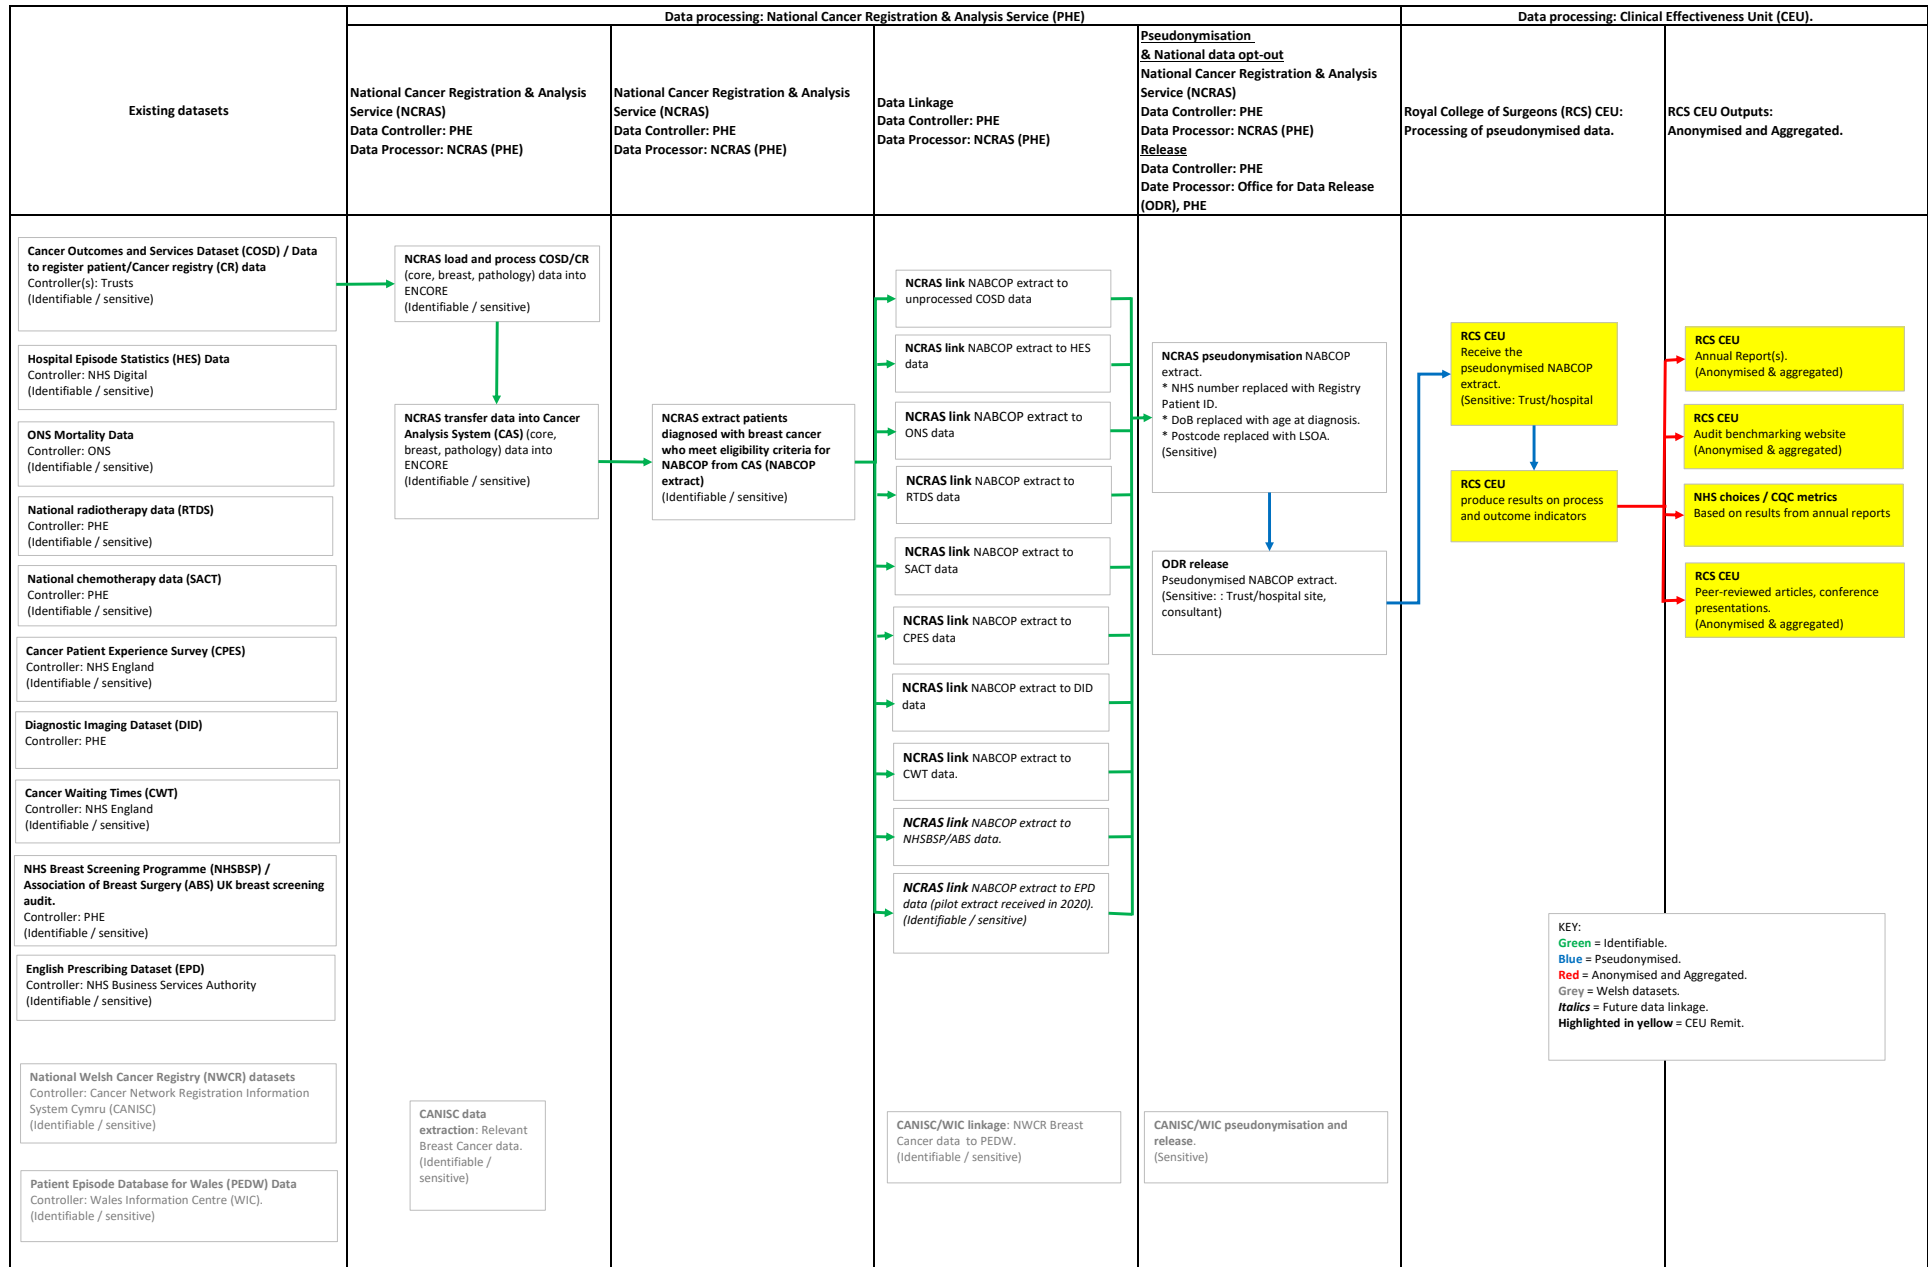 Data processing: National Cancer Registration & Analysis Service (PHE)
Data processing: Clinical Effectiveness Unit (CEU).
Existing datasets
National Cancer Registration & Analysis
Service (NCRAS)
Data Controller: PHE
Data Processor: NCRAS (PHE)
National Cancer Registration & Analysis
Service (NCRAS)
Data Controller: PHE
Data Processor: NCRAS (PHE)
Data Linkage
Data Controller: PHE
Data Processor: NCRAS (PHE)
Pseudonymisation
& National data opt-out
National Cancer Registration & Analysis
Service (NCRAS)
Data Controller: PHE
Data Processor: NCRAS (PHE)
Release
Data Controller: PHE
Date Processor: Office for Data Release
(ODR), PHE
Royal College of Surgeons (RCS) CEU:
Processing of pseudonymised data.
RCS CEU Outputs:
Anonymised and Aggregated.
Cancer Outcomes and Services Dataset (COSD) / Data
to register patient/Cancer registry (CR) data
Controller(s): Trusts
(Identifiable / sensitive)
Hospital Episode Statistics (HES) Data
Controller: NHS Digital
(Identifiable / sensitive)
ONS Mortality Data
Controller: ONS
(Identifiable / sensitive)
National radiotherapy data (RTDS)
Controller: PHE
(Identifiable / sensitive)
National chemotherapy data (SACT)
Controller: PHE
(Identifiable / sensitive)
Cancer Patient Experience Survey (CPES)
Controller: NHS England
(Identifiable / sensitive)
Diagnostic Imaging Dataset (DID)
Controller: PHE
Cancer Waiting Times (CWT)
Controller: NHS England
(Identifiable / sensitive)
NHS Breast Screening Programme (NHSBSP) /
Association of Breast Surgery (ABS) UK breast screening
audit.
Controller: PHE
(Identifiable / sensitive)
English Prescribing Dataset (EPD)
Controller: NHS Business Services Authority
(Identifiable / sensitive)
National Welsh Cancer Registry (NWCR) datasets
Controller: Cancer Network Registration Information
System Cymru (CANISC)
(Identifiable / sensitive)
Patient Episode Database for Wales (PEDW) Data
Controller: Wales Information Centre (WIC).
(Identifiable / sensitive)
NCRAS load and process COSD/CR
(core, breast, pathology) data into
ENCORE
(Identifiable / sensitive)
NCRAS transfer data into Cancer
Analysis System (CAS) (core,
breast, pathology) data into
ENCORE
(Identifiable / sensitive)
CANISC data
extraction: Relevant
Breast Cancer data.
(Identifiable /
sensitive)
NCRAS extract patients
diagnosed with breast cancer
who meet eligibility criteria for
NABCOP from CAS (NABCOP
extract)
(Identifiable / sensitive)
NCRAS link NABCOP extract to
unprocessed COSD data
NCRAS link NABCOP extract to HES
data
NCRAS link NABCOP extract to
ONS data
NCRAS link NABCOP extract to
RTDS data
NCRAS link NABCOP extract to
SACT data
NCRAS link NABCOP extract to
CPES data
NCRAS link NABCOP extract to DID
data
NCRAS link NABCOP extract to
CWT data.
NCRAS link NABCOP extract to
NHSBSP/ABS data.
NCRAS link NABCOP extract to EPD
data (pilot extract received in 2020).
(Identifiable / sensitive)
CANISC/WIC linkage: NWCR Breast
Cancer data to PEDW.
(Identifiable / sensitive)
NCRAS pseudonymisation NABCOP
extract.
* NHS number replaced with Registry
Patient ID.
* DoB replaced with age at diagnosis.
* Postcode replaced with LSOA.
(Sensitive)
ODR release
Pseudonymised NABCOP extract.
(Sensitive: : Trust/hospital site,
consultant)
CANISC/WIC pseudonymisation and
release.
(Sensitive)
RCS CEU
Receive the
pseudonymised NABCOP
extract.
(Sensitive: Trust/hospital
RCS CEU
produce results on process
and outcome indicators
RCS CEU
Annual Report(s).
(Anonymised & aggregated)
RCS CEU
Audit benchmarking website
(Anonymised & aggregated)
NHS choices / CQC metrics
Based on results from annual reports
RCS CEU
Peer-reviewed articles, conference
presentations.
(Anonymised & aggregated)
KEY:
Green = Identifiable.
Blue = Pseudonymised.
Red = Anonymised and Aggregated.
Grey = Welsh datasets.
Italics = Future data linkage.
Highlighted in yellow = CEU Remit.